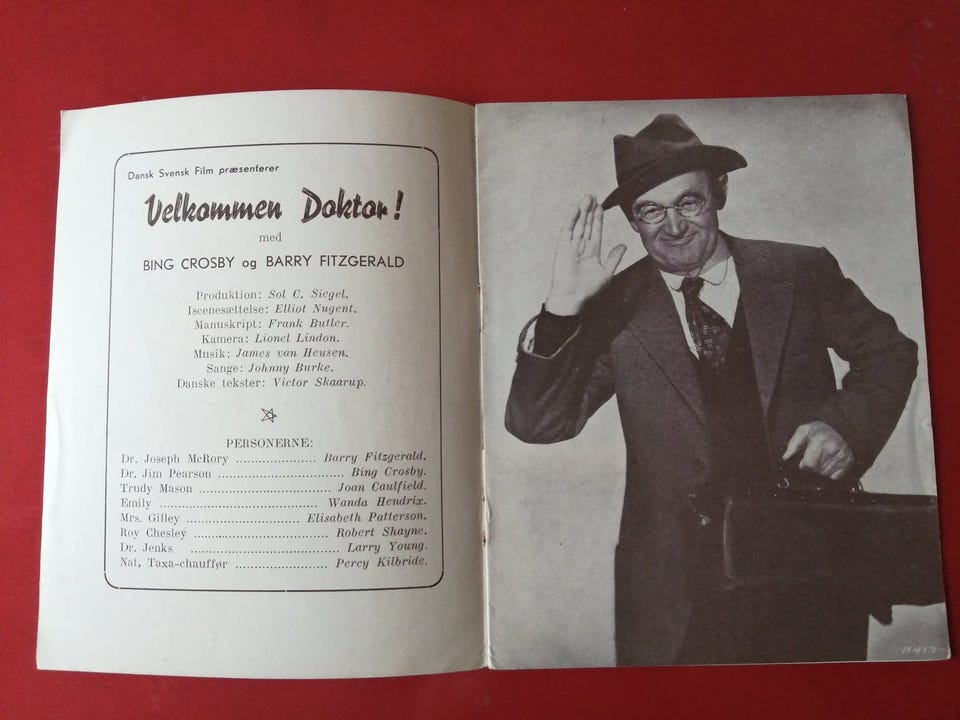 Dansk Svensk Film præsenterer
Velkommen Doktor!
med
BING CROSBY og BARRY FITZGERALD
Produktion: Sol C. Siegel.
Iscenesættelse: Elliot Nugent.
Manuskript: Frank Butler.
Kamera: Lionel Lindon.
Musik: James van Heusen.
Sange: Johnny Burke.
Danske tekster: Victor Skaarup.
PERSONERNE:
Dr. Joseph McRory ..................... Barry Fitzgerald.
Dr. Jim Pearson ................................. Bing Crosby.
Trudy Mason .................................. Joan Caulfield.
Emily ........................................... Wanda Hendrix.
Mrs. Gilley ............................. Elisabeth Patterson.
Roy Chesley ................................. Robert Shayne.
Dr. Jenks ...................................... Larry Young.
Nat, Taxa-chauffør ........................ Percy Kilbride.